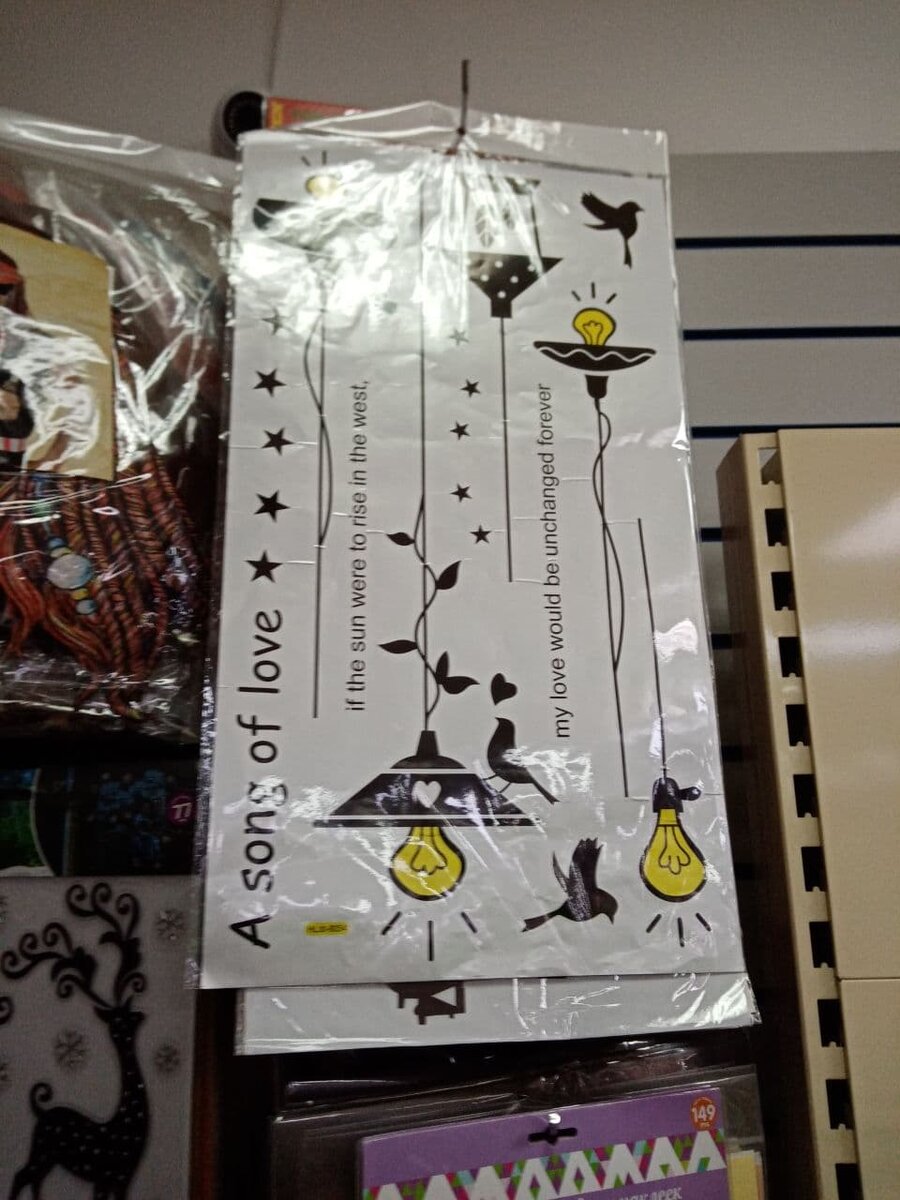 A song of love
if the sun were to rise in the west,
my love would be unchanged forever
149